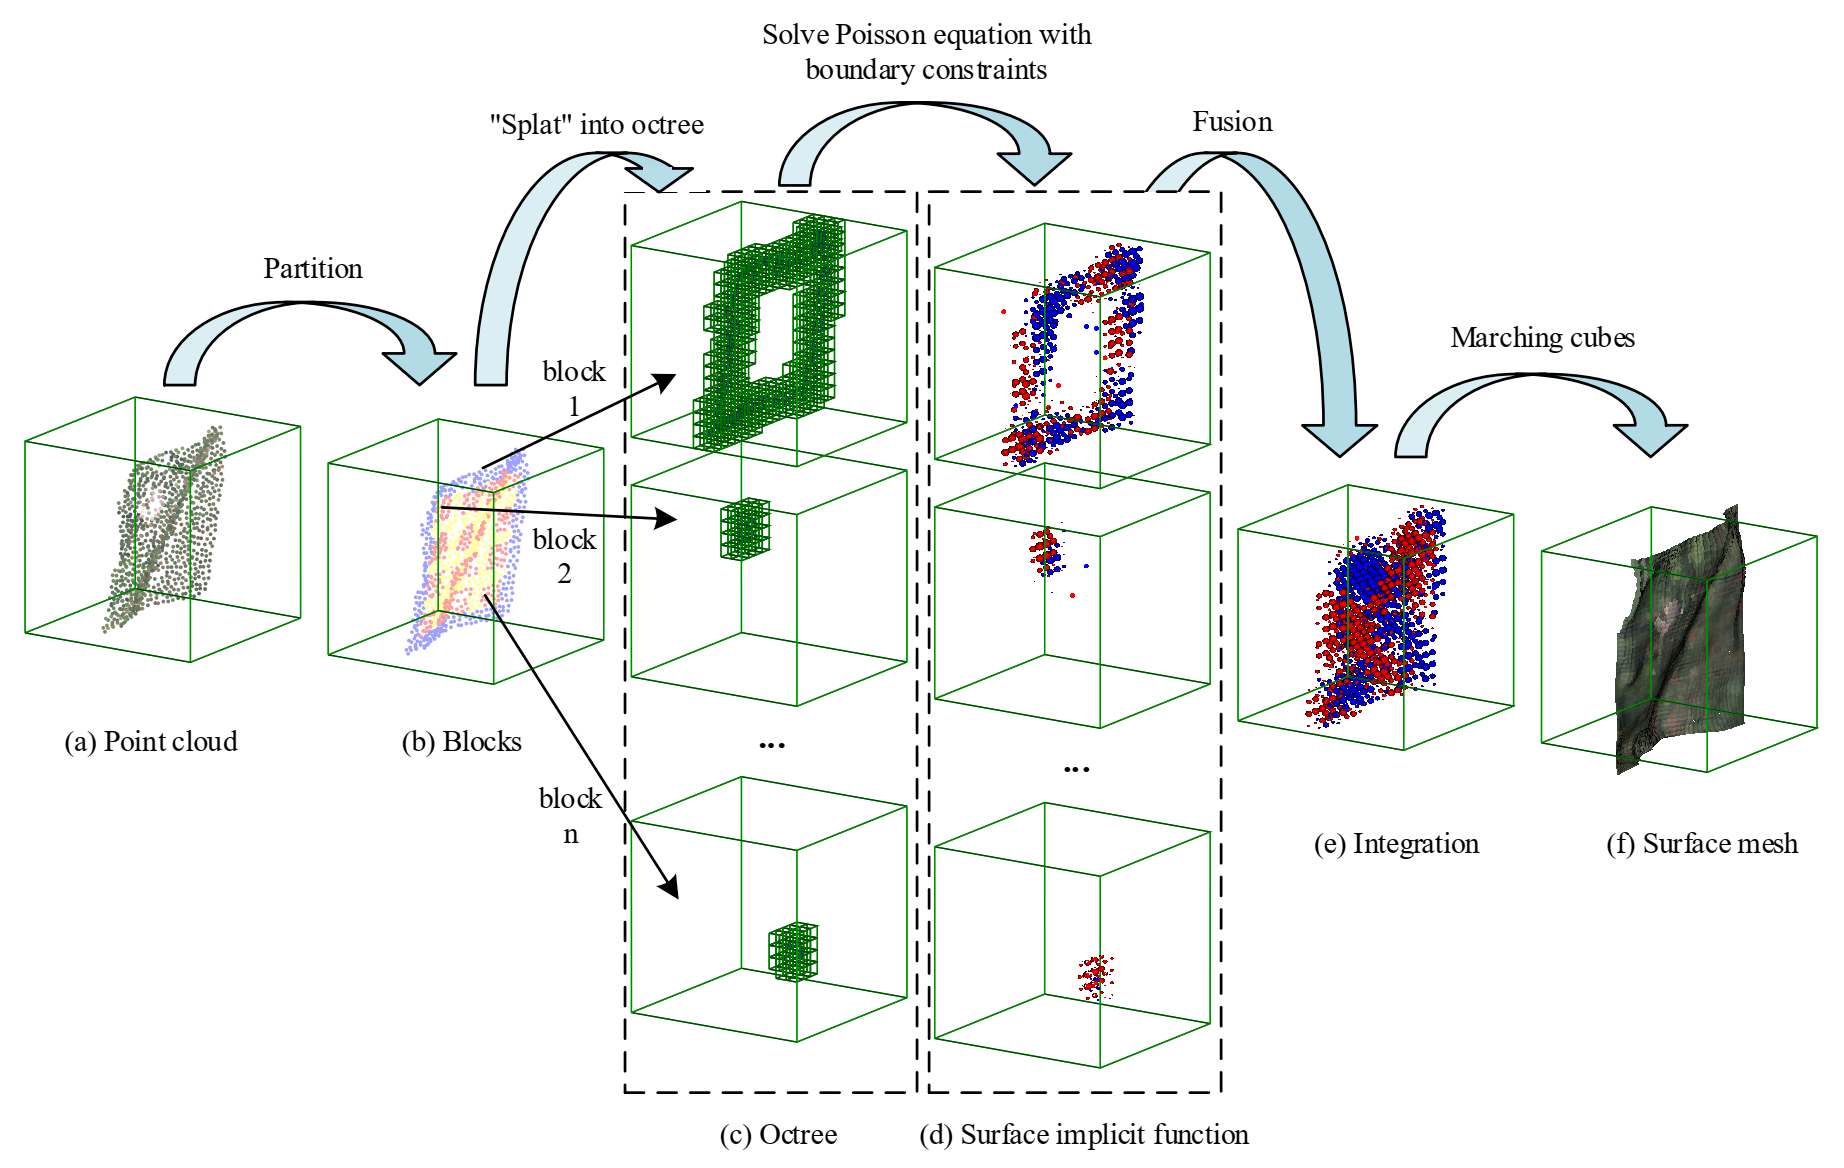 Solve Poisson equation with
boundary constraints
"Splat" into octree
Fusion
Partition
Marching cubes
block
1
block
2
block
n
...
...
(a) Point cloud
(b) Blocks
(c) Octree
(d) Surface implicit function
(e) Integration
(f) Surface mesh